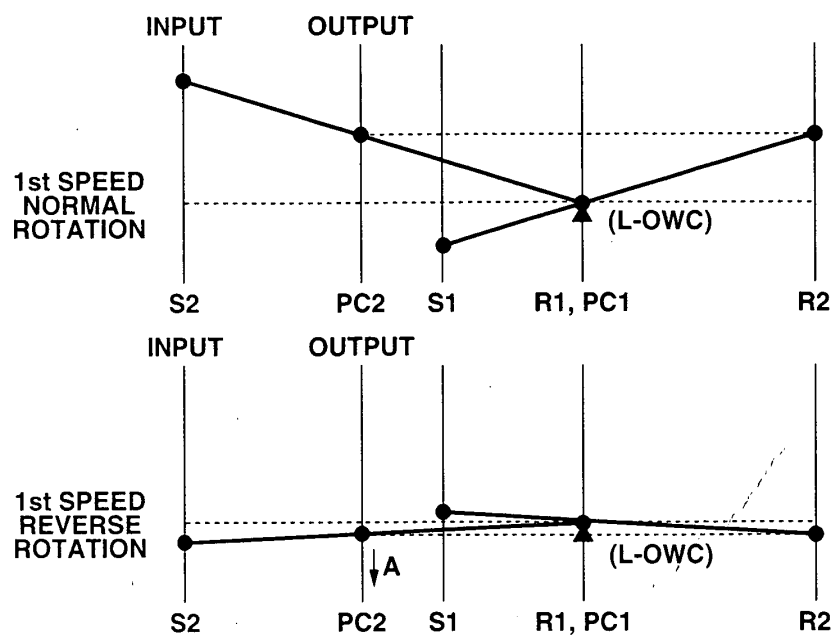 INPUT OUTPUT
1st SPEED
NORMAL
ROTATION
(L-OWC)
S2 PC2 S1 R1, PC1 R2
INPUT OUTPUT
1st SPEED
REVERSE
ROTATION
A
(L-OWC)
S2 PC2 S1 R1, PC1 R2